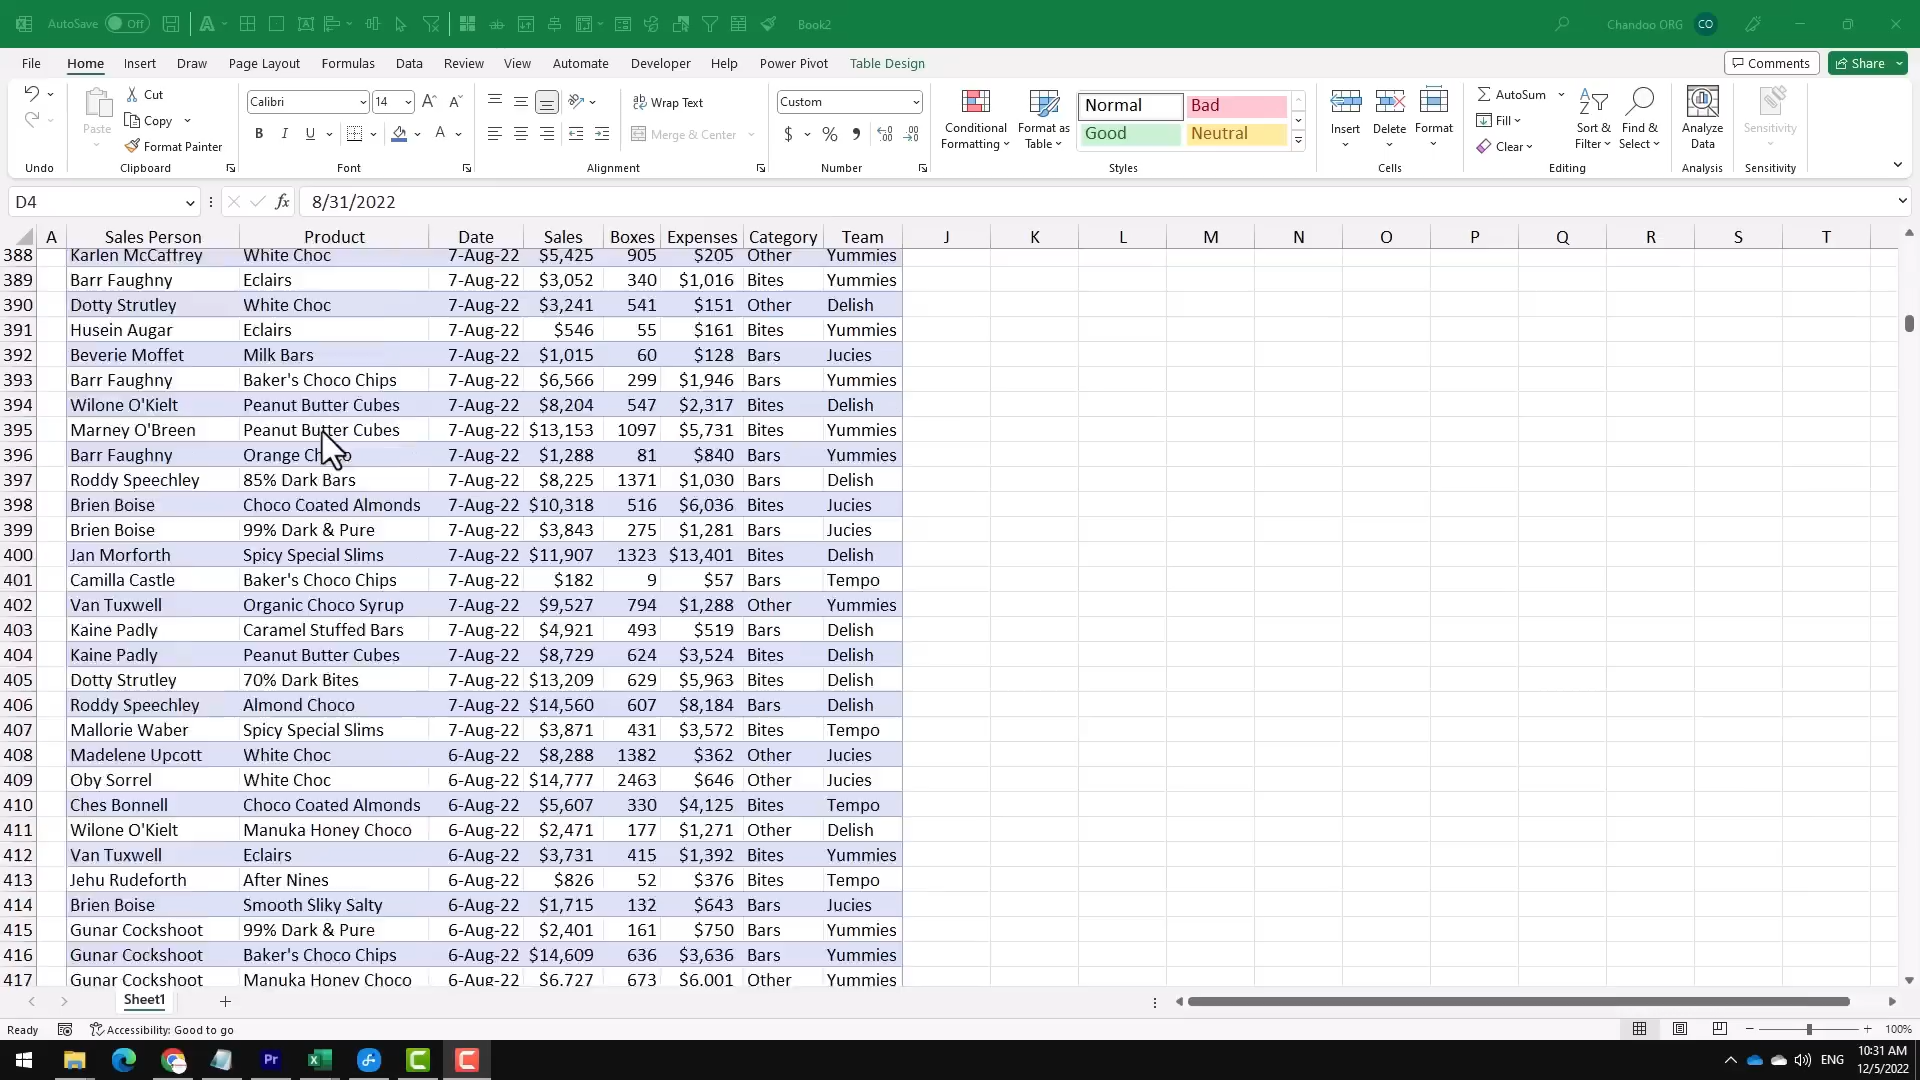 AutoSave Off Book2 Chandoo ORG CO
File Home Insert Draw Page Layout Formulas Data Review View Automate Developer Help Power Pivot Table Design Comments Share
Paste Cut Copy Format Painter
Calibri 14
B I U A
Wrap Text
Merge & Center
Custom
$ % 9
Conditional Formatting Format as Table
Normal Bad
Good Neutral
Insert Delete Format
AutoSum
Fill
Clear
Sort & Filter Find & Select
Analyze Data
Sensitivity
Undo Clipboard Font Alignment Number Styles Cells Editing Analysis Sensitivity
D4 fx 8/31/2022
A Sales Person Product Date Sales Boxes Expenses Category Team J K L M N O P Q R S T
388 Karlen McCaffrey White Choc 7-Aug-22 $5,425 905 $205 Other Yummies
389 Barr Faughny Eclairs 7-Aug-22 $3,052 340 $1,016 Bites Yummies
390 Dotty Strutley White Choc 7-Aug-22 $3,241 541 $151 Other Delish
391 Husein Augar Eclairs 7-Aug-22 $546 55 $161 Bites Yummies
392 Beverie Moffet Milk Bars 7-Aug-22 $1,015 60 $128 Bars Jucies
393 Barr Faughny Baker's Choco Chips 7-Aug-22 $6,566 299 $1,946 Bars Yummies
394 Wilone O'Kielt Peanut Butter Cubes 7-Aug-22 $8,204 547 $2,317 Bites Delish
395 Marney O'Breen Peanut Butter Cubes 7-Aug-22 $13,153 1097 $5,731 Bites Yummies
396 Barr Faughny Orange Choco 7-Aug-22 $1,288 81 $840 Bars Yummies
397 Roddy Speechley 85% Dark Bars 7-Aug-22 $8,225 1371 $1,030 Bars Delish
398 Brien Boise Choco Coated Almonds 7-Aug-22 $10,318 516 $6,036 Bites Jucies
399 Brien Boise 99% Dark & Pure 7-Aug-22 $3,843 275 $1,281 Bars Jucies
400 Jan Morforth Spicy Special Slims 7-Aug-22 $11,907 1323 $13,401 Bites Delish
401 Camilla Castle Baker's Choco Chips 7-Aug-22 $182 9 $57 Bars Tempo
402 Van Tuxwell Organic Choco Syrup 7-Aug-22 $9,527 794 $1,288 Other Yummies
403 Kaine Padly Caramel Stuffed Bars 7-Aug-22 $4,921 493 $519 Bars Delish
404 Kaine Padly Peanut Butter Cubes 7-Aug-22 $8,729 624 $3,524 Bites Delish
405 Dotty Strutley 70% Dark Bites 7-Aug-22 $13,209 629 $5,963 Bites Delish
406 Roddy Speechley Almond Choco 7-Aug-22 $14,560 607 $8,184 Bars Delish
407 Mallorie Waber Spicy Special Slims 7-Aug-22 $3,871 431 $3,572 Bites Tempo
408 Madelene Upcott White Choc 6-Aug-22 $8,288 1382 $362 Other Jucies
409 Oby Sorrel White Choc 6-Aug-22 $14,777 2463 $646 Other Jucies
410 Ches Bonnell Choco Coated Almonds 6-Aug-22 $5,607 330 $4,125 Bites Tempo
411 Wilone O'Kielt Manuka Honey Choco 6-Aug-22 $2,471 177 $1,271 Other Delish
412 Van Tuxwell Eclairs 6-Aug-22 $3,731 415 $1,392 Bites Yummies
413 Jehu Rudeforth After Nines 6-Aug-22 $826 52 $376 Bites Tempo
414 Brien Boise Smooth Sliky Salty 6-Aug-22 $1,715 132 $643 Bars Jucies
415 Gunar Cockshoot 99% Dark & Pure 6-Aug-22 $2,401 161 $750 Bars Yummies
416 Gunar Cockshoot Baker's Choco Chips 6-Aug-22 $14,609 636 $3,636 Bars Yummies
417 Gunar Cockshoot Manuka Honey Choco 6-Aug-22 $6,727 673 $6,001 Other Yummies
Sheet1
Ready Accessibility: Good to go 100%
Pr ENG 10:31 AM
12/5/2022